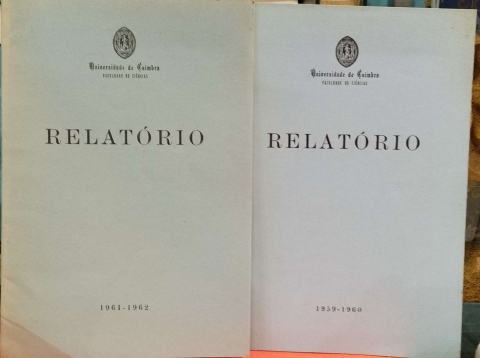 Universidade de Coimbra
FACULDADE DE CIÊNCIAS
RELATÓRIO
1961-1962
Universidade de Coimbra
FACULDADE DE CIÊNCIAS
RELATÓRIO
1959-1960